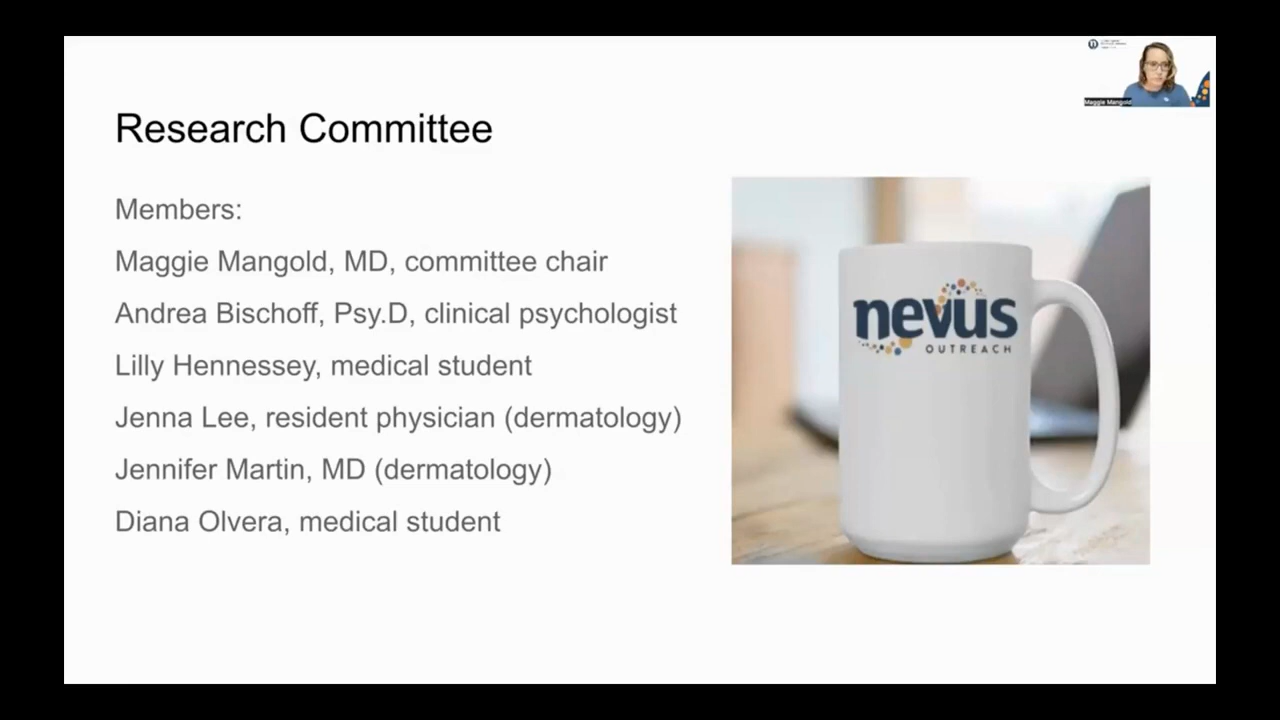 Maggie Mangold
Research Committee
Members:
Maggie Mangold, MD, committee chair
Andrea Bischoff, Psy.D, clinical psychologist
Lilly Hennessey, medical student
Jenna Lee, resident physician (dermatology)
Jennifer Martin, MD (dermatology)
Diana Olvera, medical student
nevus
OUTREACH